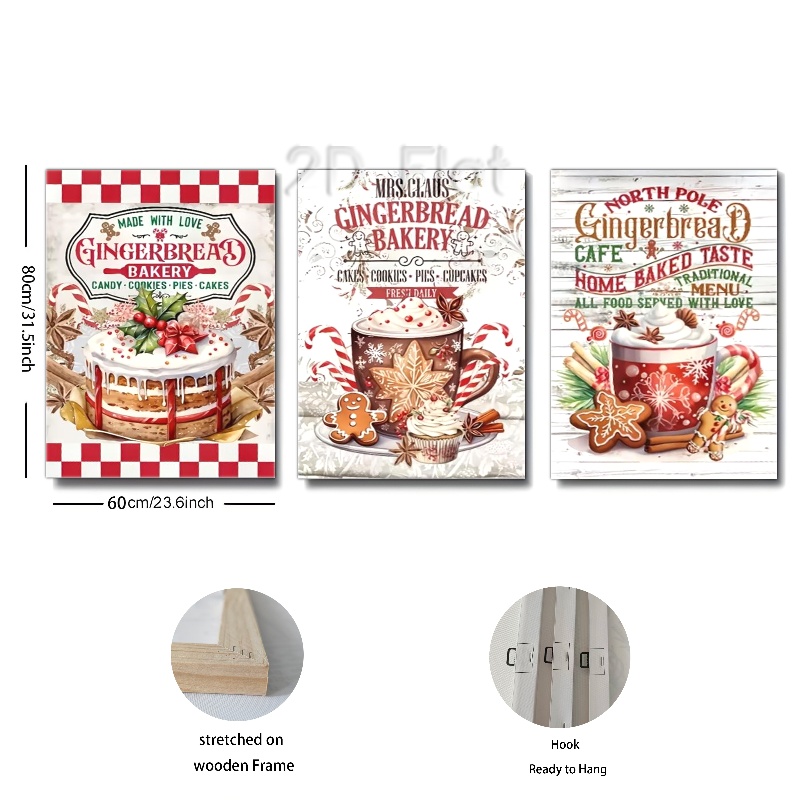 2D Flat
MADE WITH LOVE
GINGERBREAD
BAKERY
CANDY · COOKIES · PIES · CAKES
MRS.CLAUS
GINGERBREAD
BAKERY
CAKES · COOKIES · PIES · CUPCAKES
FRESH DAILY
NORTH POLE
GingerbreaD
CAFE
HOME BAKED TASTE
TRADITIONAL
MENU
ALL FOOD SERVED WITH LOVE
80cm/31.5inch
60cm/23.6inch
stretched on
wooden Frame
Hook
Ready to Hang